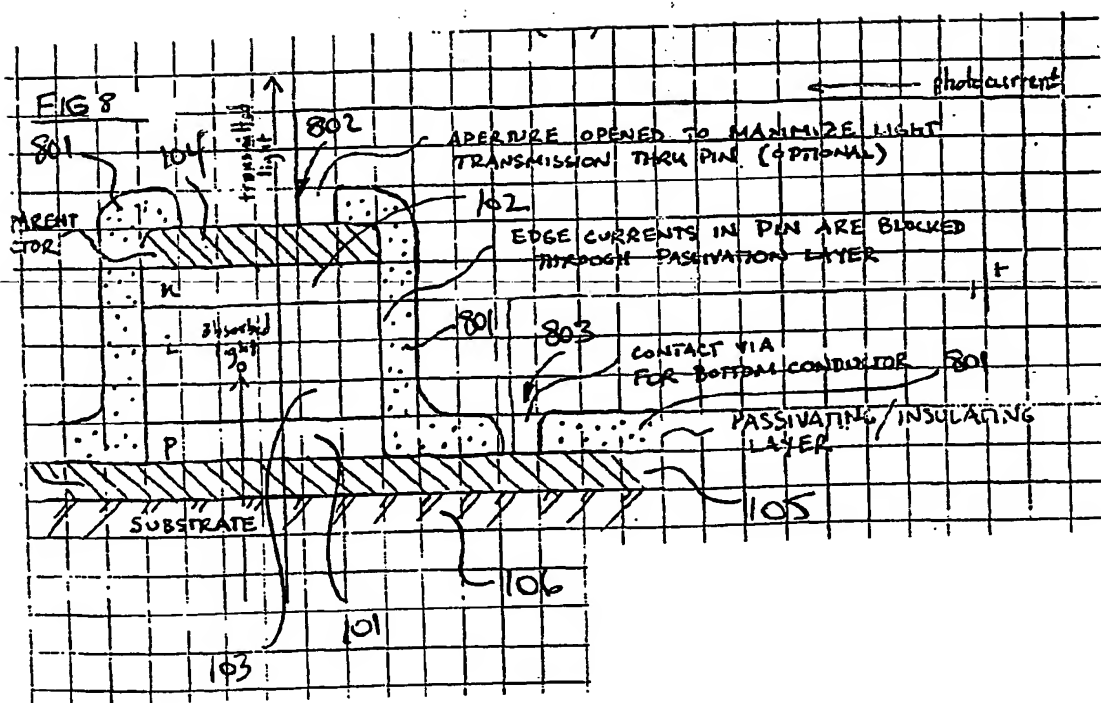 photocurrent
FIG 8
801
104
transmitted light
802
APERTURE OPENED TO MAXIMIZE LIGHT
TRANSMISSION THRU PIN (OPTIONAL)
102
PARENT
CTOR
EDGE CURRENTS IN PIN ARE BLOCKED
THROUGH PASSIVATION LAYER
n
+
i
absorbed
801
803
CONTACT VIA
FOR BOTTOM CONDUCTOR
801
PASSIVATING/INSULATING
LAYER
P
105
SUBSTRATE
106
101
103